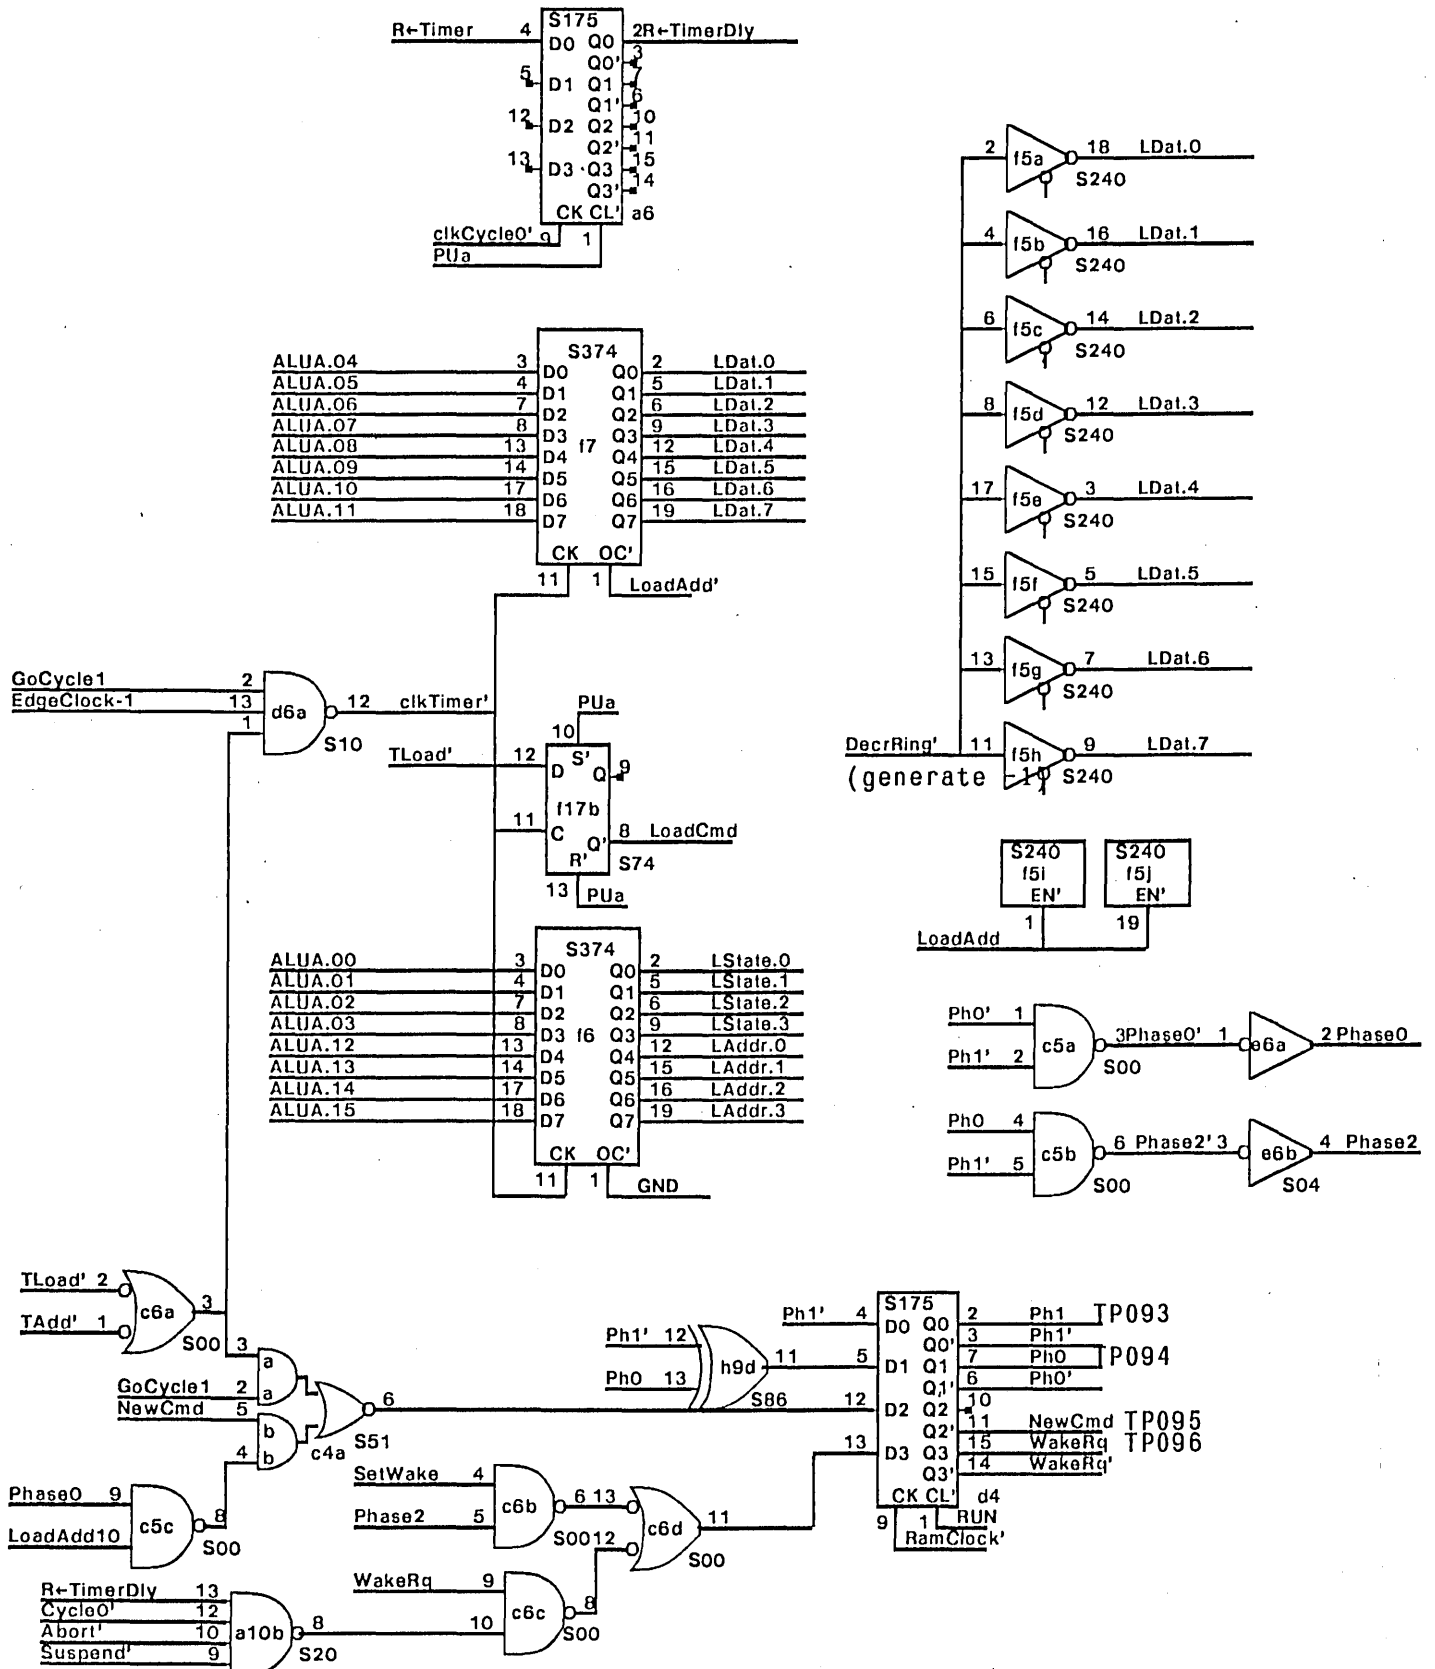 S175
R←Timer 4 D0 Q0 2 R←TimerDly
Q0' 3
5 D1 Q1 7
Q1' 6
12 D2 Q2 10
Q2' 11
13 D3 Q3 15
Q3' 14
CK CL' a6
clkCycle0' 9 1
PUa
2 f5a 18 LDat.0
S240
4 f5b 16 LDat.1
S240
6 f5c 14 LDat.2
S240
8 f5d 12 LDat.3
S240
17 f5e 3 LDat.4
S240
15 f5f 5 LDat.5
S240
13 f5g 7 LDat.6
S240
DecrRing' 11 f5h 9 LDat.7
(generate -1) S240
S374
ALUA.04 3 D0 Q0 2 LDat.0
ALUA.05 4 D1 Q1 5 LDat.1
ALUA.06 7 D2 Q2 6 LDat.2
ALUA.07 8 D3 Q3 9 LDat.3
f7
ALUA.08 13 D4 Q4 12 LDat.4
ALUA.09 14 D5 Q5 15 LDat.5
ALUA.10 17 D6 Q6 16 LDat.6
ALUA.11 18 D7 Q7 19 LDat.7
CK OC'
11 1 LoadAdd'
GoCycle1 2
EdgeClock-1 13 d6a 12 clkTimer'
1 S10
PUa
10
TLoad' 12 D S' Q 9
f17b
11 C Q' 8 LoadCmd
R' S74
13 PUa
S240 S240
f5i f5j
EN' EN'
1 19
LoadAdd
S374
ALUA.00 3 D0 Q0 2 LState.0
ALUA.01 4 D1 Q1 5 LState.1
ALUA.02 7 D2 Q2 6 LState.2
ALUA.03 8 D3 f6 Q3 9 LState.3
ALUA.12 13 D4 Q4 12 LAddr.0
ALUA.13 14 D5 Q5 15 LAddr.1
ALUA.14 17 D6 Q6 16 LAddr.2
ALUA.15 18 D7 Q7 19 LAddr.3
CK OC'
11 1 GND
Ph0' 1
c5a 3 Phase0' 1 e6a 2 Phase0
Ph1' 2 S00
Ph0 4
c5b 6 Phase2' 3 e6b 4 Phase2
Ph1' 5 S00 S04
TLoad' 2
c6a 3
TAdd' 1 S00
3 a
GoCycle1 2 a
NewCmd 5 b
4 b
c4a 6 S51
Phase0 9
c5c 8
LoadAdd10 S00
Ph1' 12
h9d 11
Ph0 13 S86
S175
Ph1' 4 D0 Q0 2 Ph1 TP093
Q0' 3 Ph1'
5 D1 Q1 7 Ph0 TP094
Q1' 6 Ph0'
12 D2 Q2 10
Q2' 11 NewCmd TP095
13 D3 Q3 15 WakeRq TP096
Q3' 14 WakeRq'
CK CL' d4
9 1 RUN
RamClock'
SetWake 4
c6b 6 13
Phase2 5 S00 12 c6d 11
S00
WakeRq 9
c6c 8
10 S00
R←TimerDly 13
Cycle0' 12
Abort' 10 a10b 8
Suspend' 9 S20